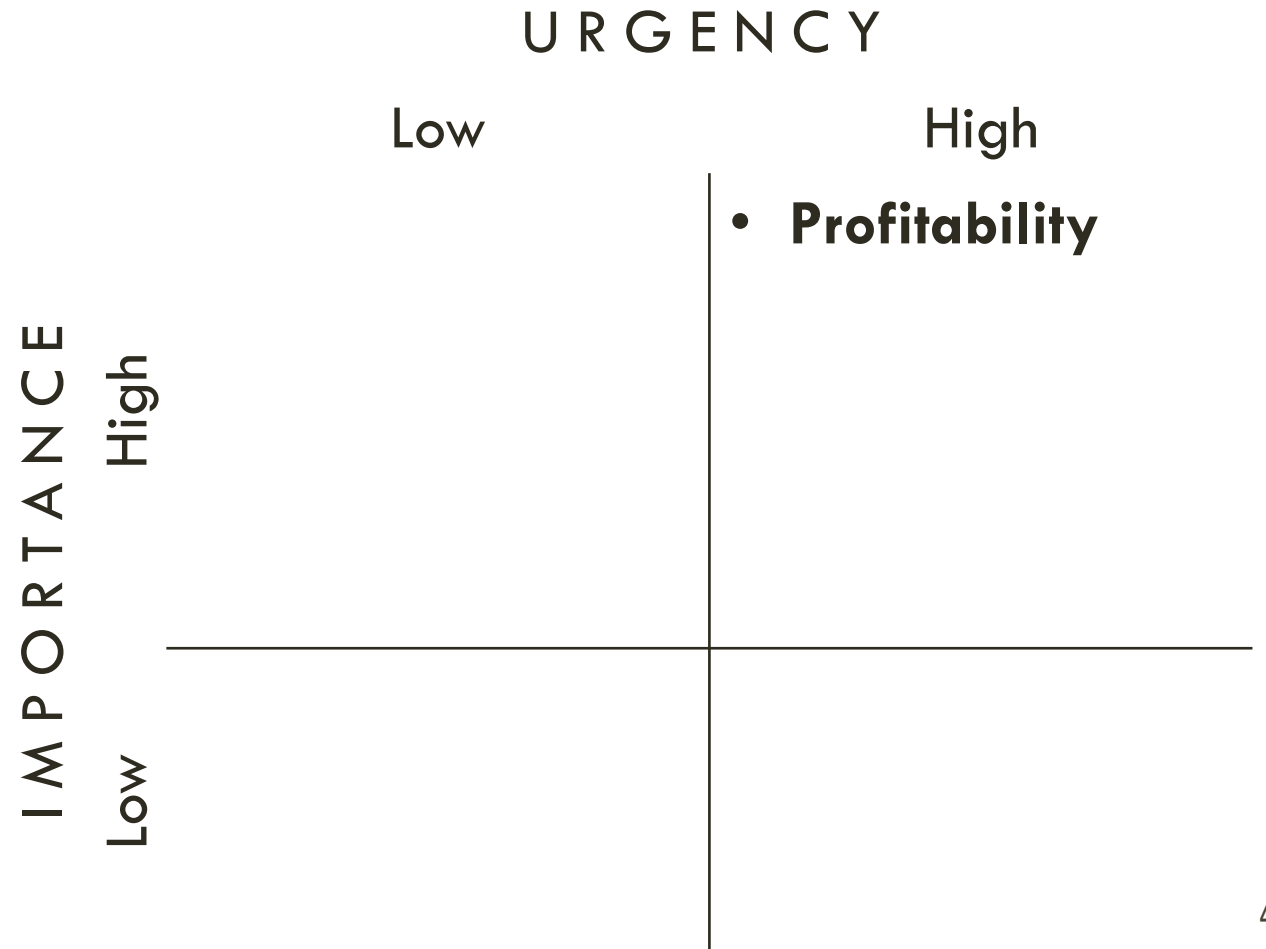 URGENCY
Low High
• Profitability
IMPORTANCE
High
Low